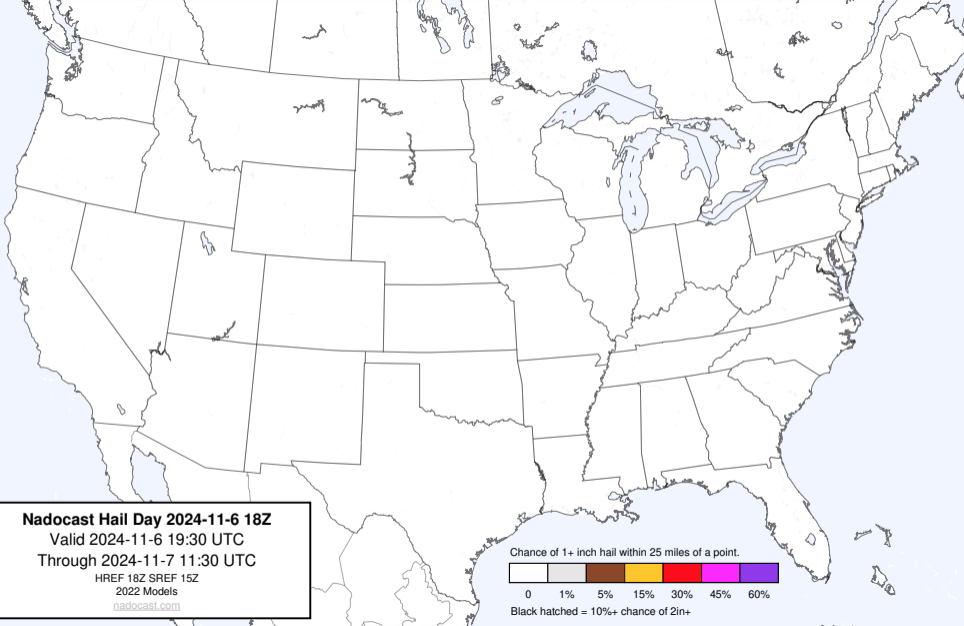 Nadocast Hail Day 2024-11-6 18Z
Valid 2024-11-6 19:30 UTC
Through 2024-11-7 11:30 UTC
HREF 18Z SREF 15Z
2022 Models
nadocast.com
Chance of 1+ inch hail within 25 miles of a point.
0 1% 5% 15% 30% 45% 60%
Black hatched = 10%+ chance of 2in+